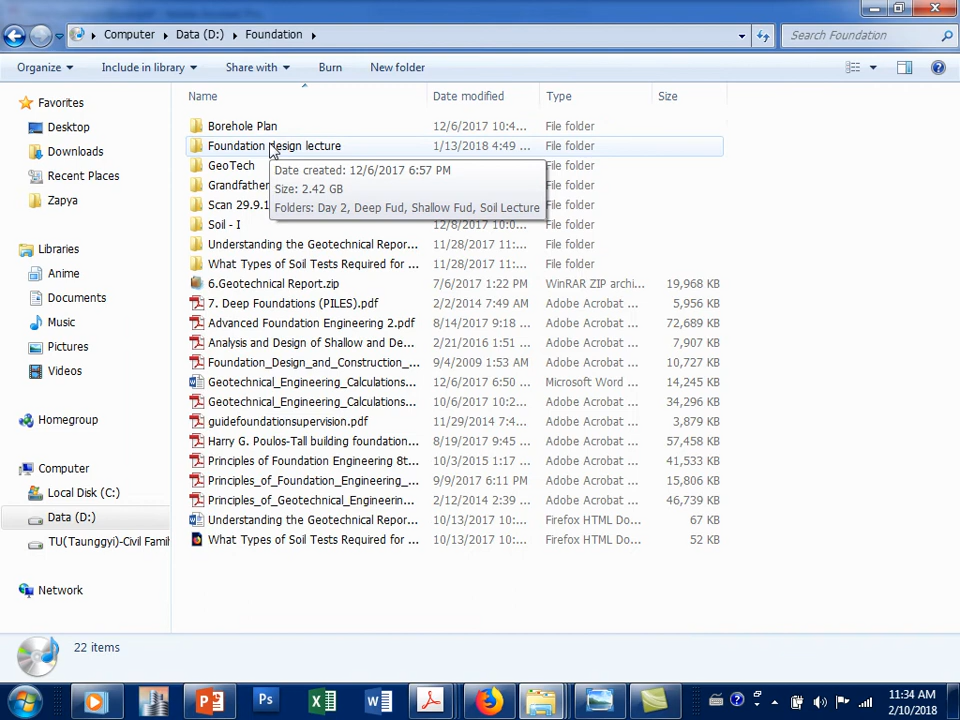 Computer Data (D:) Foundation
Search Foundation
Organize Include in library Share with Burn New folder
Name Date modified Type Size
Favorites
Desktop
Downloads
Recent Places
Zapya
Libraries
Anime
Documents
Music
Pictures
Videos
Homegroup
Computer
Local Disk (C:)
Data (D:)
TU(Taunggyi)-Civil Fami
Network
Borehole Plan 12/6/2017 10:4... File folder
Foundation design lecture 1/13/2018 4:49 ... File folder
GeoTech File folder
Grandfather File folder
Scan 29.9.1 File folder
Soil - I 12/8/2017 10:0... File folder
Date created: 12/6/2017 6:57 PM
Size: 2.42 GB
Folders: Day 2, Deep Fud, Shallow Fud, Soil Lecture
Understanding the Geotechnical Repor... 11/28/2017 11:... File folder
What Types of Soil Tests Required for ... 11/28/2017 11:... File folder
6.Geotechnical Report.zip 7/6/2017 1:22 PM WinRAR ZIP archi... 19,968 KB
7. Deep Foundations (PILES).pdf 2/2/2014 7:49 AM Adobe Acrobat ... 5,956 KB
Advanced Foundation Engineering 2.pdf 8/14/2017 9:18 ... Adobe Acrobat ... 72,689 KB
Analysis and Design of Shallow and De... 2/21/2016 1:51 ... Adobe Acrobat ... 7,907 KB
Foundation_Design_and_Construction_... 9/4/2009 1:53 AM Adobe Acrobat ... 10,727 KB
Geotechnical_Engineering_Calculations... 12/6/2017 6:50 ... Microsoft Word ... 14,245 KB
Geotechnical_Engineering_Calculations... 10/6/2017 10:2... Adobe Acrobat ... 34,296 KB
guidefoundationsupervision.pdf 11/29/2014 7:4... Adobe Acrobat ... 3,879 KB
Harry G. Poulos-Tall building foundation... 8/19/2017 9:45 ... Adobe Acrobat ... 57,458 KB
Principles of Foundation Engineering 8t... 10/3/2015 1:17 ... Adobe Acrobat ... 41,533 KB
Principles_of_Foundation_Engineering_... 9/9/2017 6:11 PM Adobe Acrobat ... 15,806 KB
Principles_of_Geotechnical_Engineerin... 2/12/2014 2:39 ... Adobe Acrobat ... 46,739 KB
Understanding the Geotechnical Repor... 10/13/2017 10:... Firefox HTML Do... 67 KB
What Types of Soil Tests Required for ... 10/13/2017 10:... Firefox HTML Do... 52 KB
22 items
11:34 AM
2/10/2018